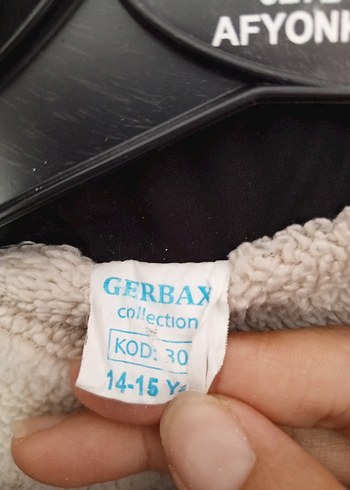 AFYONK
GERBAX
collection
KOD: 30
14-15 Y